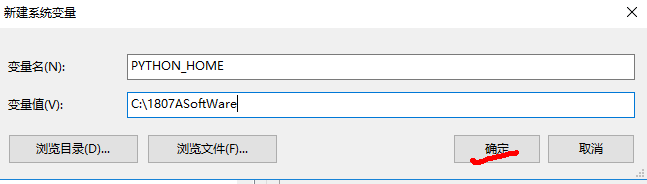 新建系统变量
变量名(N):
PYTHON_HOME
变量值(V):
C:\1807ASoftWare
浏览目录(D)...
浏览文件(F)...
确定
取消